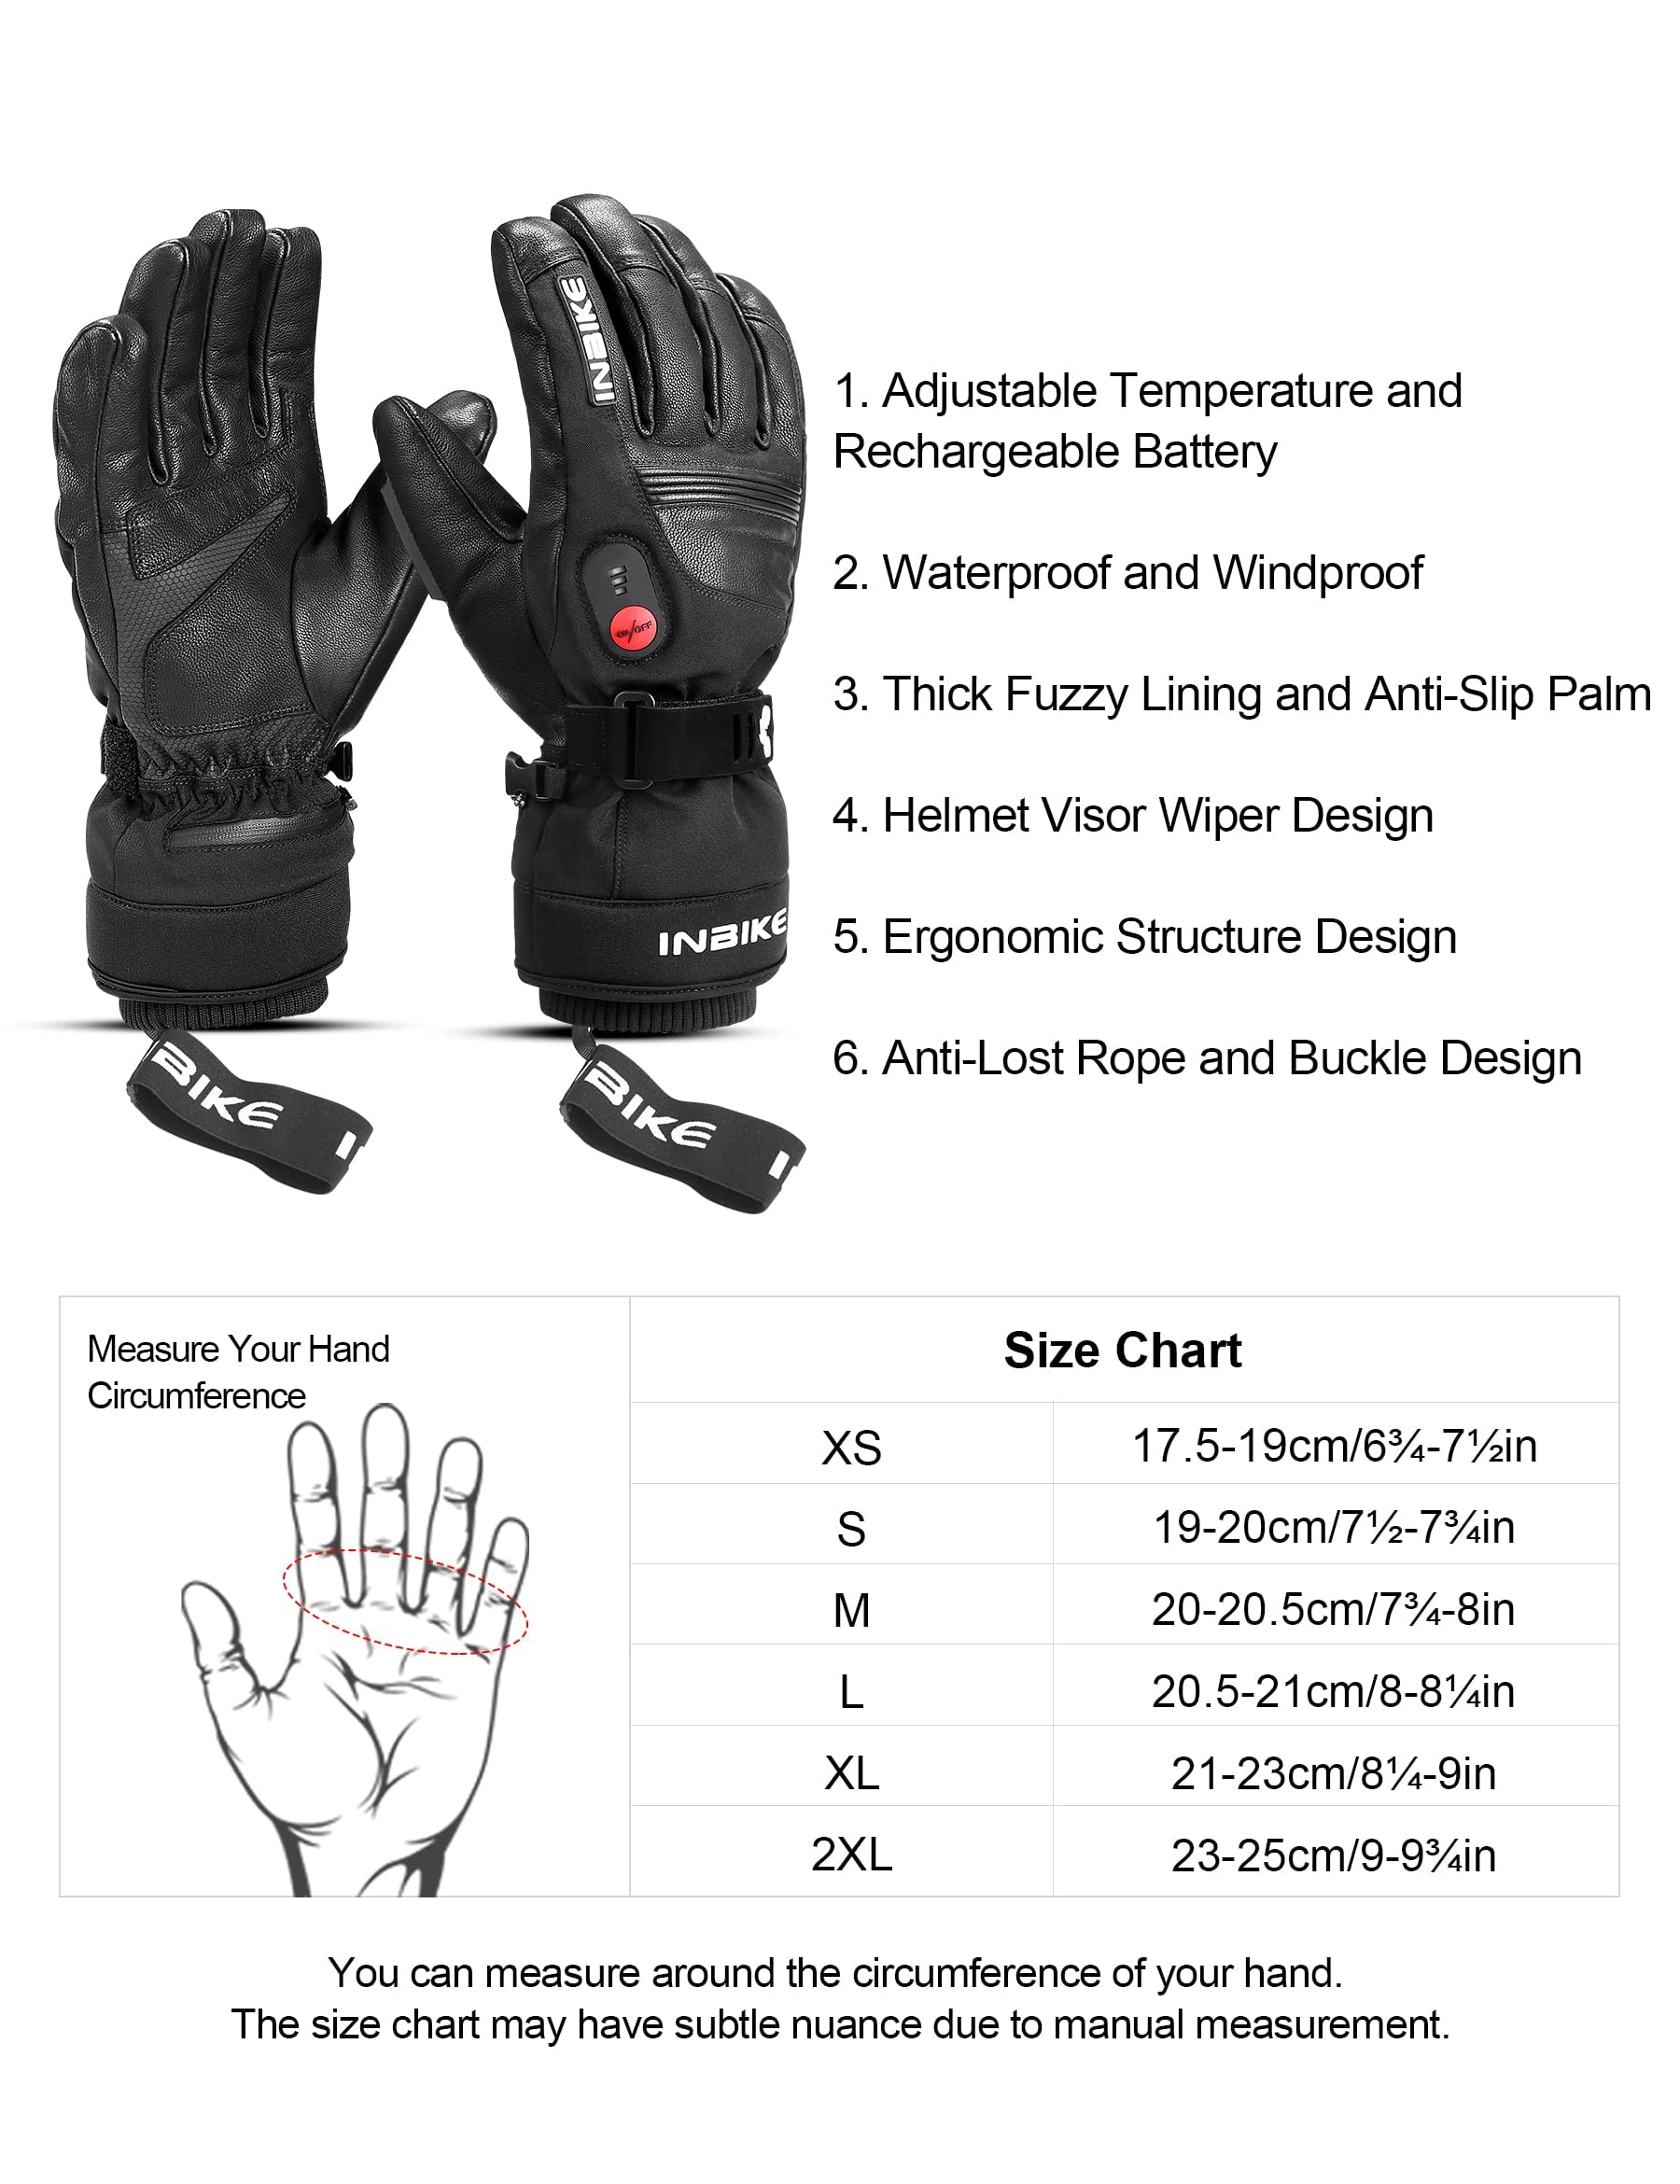 INBIKE
ON/OFF
INBIKE
BIKE
I
BIKE
I
1. Adjustable Temperature and
Rechargeable Battery
2. Waterproof and Windproof
3. Thick Fuzzy Lining and Anti-Slip Palm
4. Helmet Visor Wiper Design
5. Ergonomic Structure Design
6. Anti-Lost Rope and Buckle Design
Measure Your Hand
Circumference
Size Chart
XS 17.5-19cm/6¾-7½in
S 19-20cm/7½-7¾in
M 20-20.5cm/7¾-8in
L 20.5-21cm/8-8¼in
XL 21-23cm/8¼-9in
2XL 23-25cm/9-9¾in
You can measure around the circumference of your hand.
The size chart may have subtle nuance due to manual measurement.